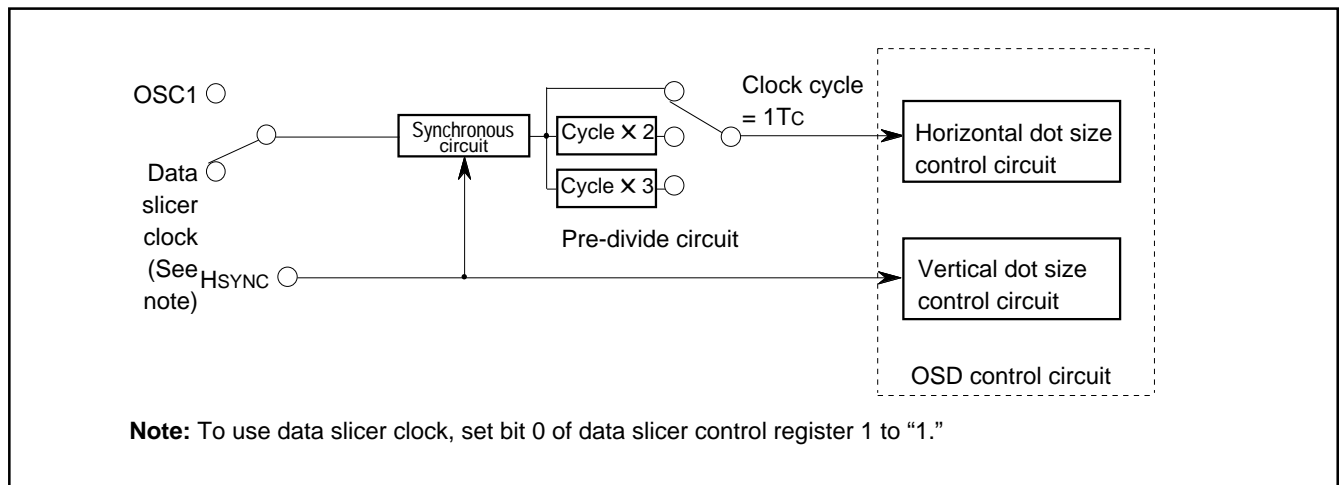 OSC1
Data
slicer
clock
(See
note)
HSYNC
Synchronous
circuit
Cycle × 2
Cycle × 3
Pre-divide circuit
Clock cycle
= 1TC
Horizontal dot size
control circuit
Vertical dot size
control circuit
OSD control circuit
Note: To use data slicer clock, set bit 0 of data slicer control register 1 to “1.”